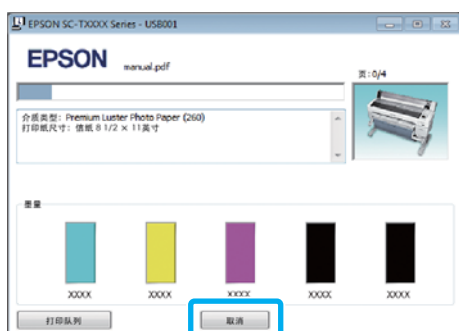 EPSON SC-TXXXX Series - USB001
EPSON
manual.pdf
页:0/4
介质类型: Premium Luster Photo Paper (260)
打印纸尺寸: 信纸 8 1/2 × 11英寸
墨量
XXXX XXXX XXXX XXXX XXXX
打印队列 取消